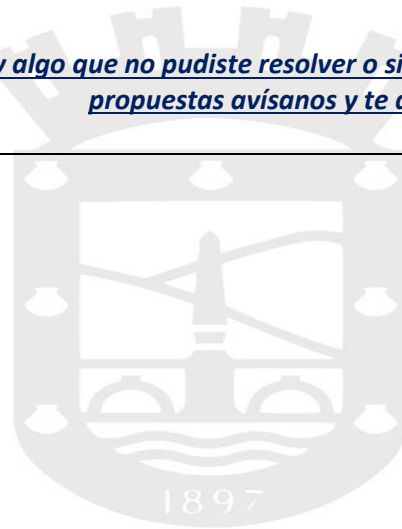 y algo que no pudiste resolver o si
propuestas avísanos y te a
1897